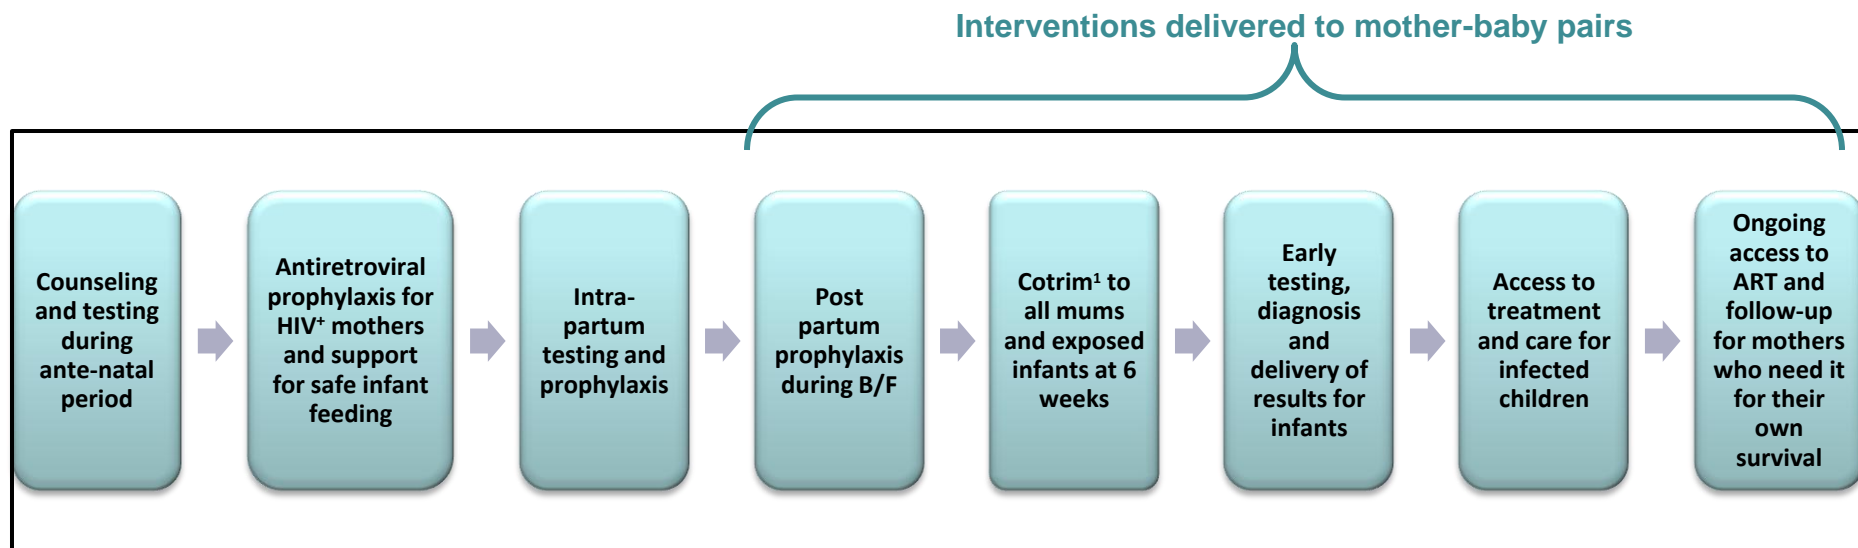 Interventions delivered to mother-baby pairs
Counseling
and testing
during
ante-natal
period
Antiretroviral
prophylaxis for
HIV⁺ mothers
and support
for safe infant
feeding
Intra-
partum
testing and
prophylaxis
Post
partum
prophylaxis
during B/F
Cotrim¹ to
all mums
and exposed
infants at 6
weeks
Early
testing,
diagnosis
and
delivery of
results for
infants
Access to
treatment
and care for
infected
children
Ongoing
access to
ART and
follow-up
for mothers
who need it
for their
own
survival